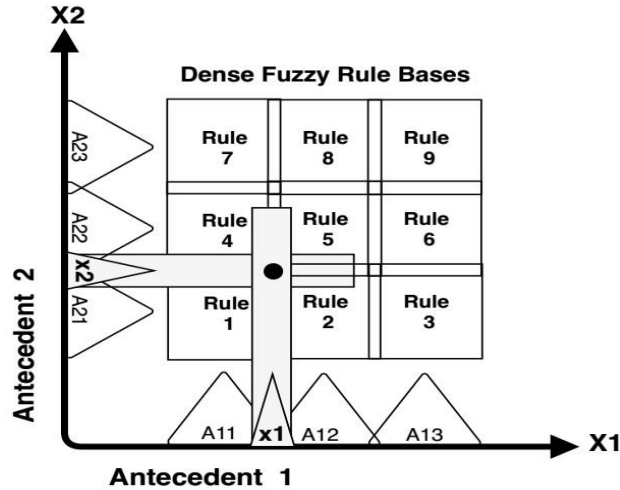 X2
Dense Fuzzy Rule Bases
A23
Rule
7
Rule
8
Rule
9
A22
Rule
4
Rule
5
Rule
6
x2
A21
Rule
1
Rule
2
Rule
3
Antecedent 2
A11
x1
A12
A13
X1
Antecedent 1